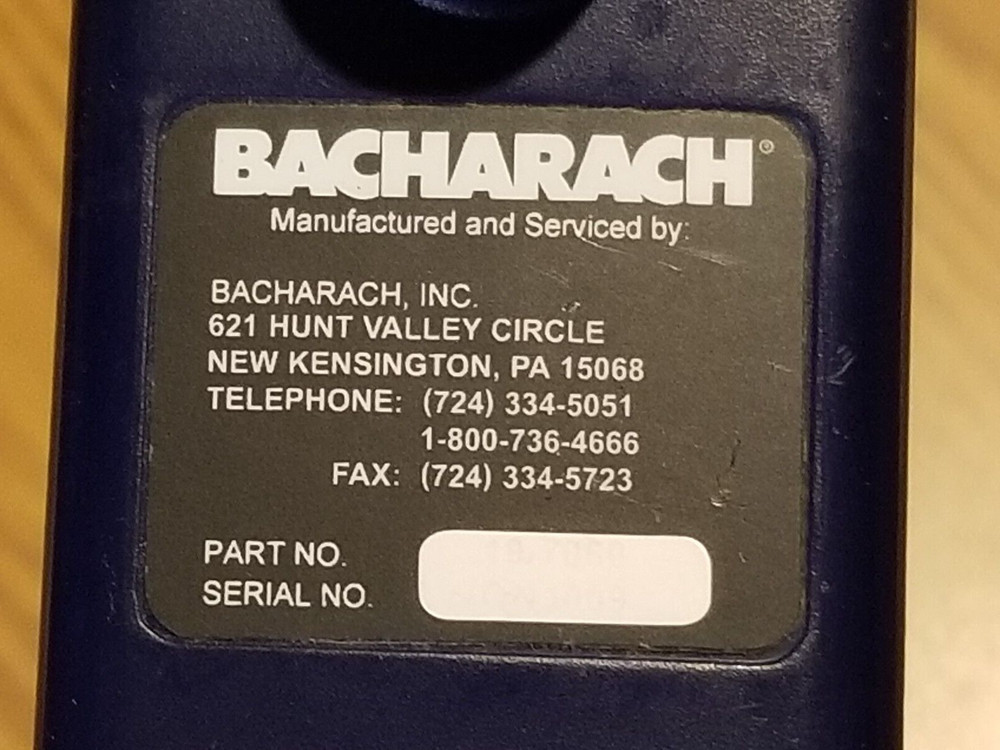 BACHARACH®
Manufactured and Serviced by:
BACHARACH, INC.
621 HUNT VALLEY CIRCLE
NEW KENSINGTON, PA 15068
TELEPHONE: (724) 334-5051
1-800-736-4666
FAX: (724) 334-5723
PART NO.
SERIAL NO.